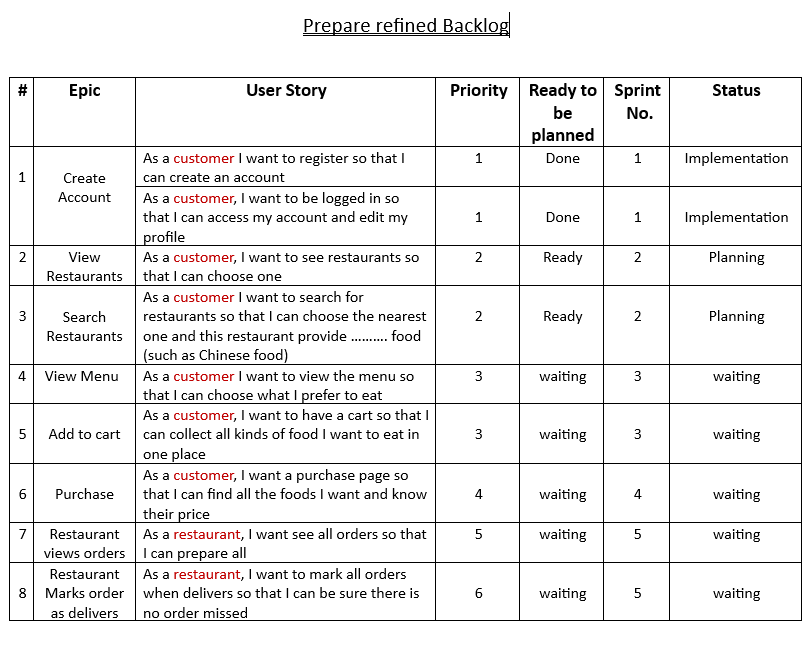 Prepare refined Backlog
# Epic User Story Priority Ready to be planned Sprint No. Status
1 Create Account As a customer I want to register so that I can create an account 1 Done 1 Implementation
As a customer, I want to be logged in so that I can access my account and edit my profile 1 Done 1 Implementation
2 View Restaurants As a customer, I want to see restaurants so that I can choose one 2 Ready 2 Planning
3 Search Restaurants As a customer I want to search for restaurants so that I can choose the nearest one and this restaurant provide .......... food (such as Chinese food) 2 Ready 2 Planning
4 View Menu As a customer I want to view the menu so that I can choose what I prefer to eat 3 waiting 3 waiting
5 Add to cart As a customer, I want to have a cart so that I can collect all kinds of food I want to eat in one place 3 waiting 3 waiting
6 Purchase As a customer, I want a purchase page so that I can find all the foods I want and know their price 4 waiting 4 waiting
7 Restaurant views orders As a restaurant, I want see all orders so that I can prepare all 5 waiting 5 waiting
8 Restaurant Marks order as delivers As a restaurant, I want to mark all orders when delivers so that I can be sure there is no order missed 6 waiting 5 waiting